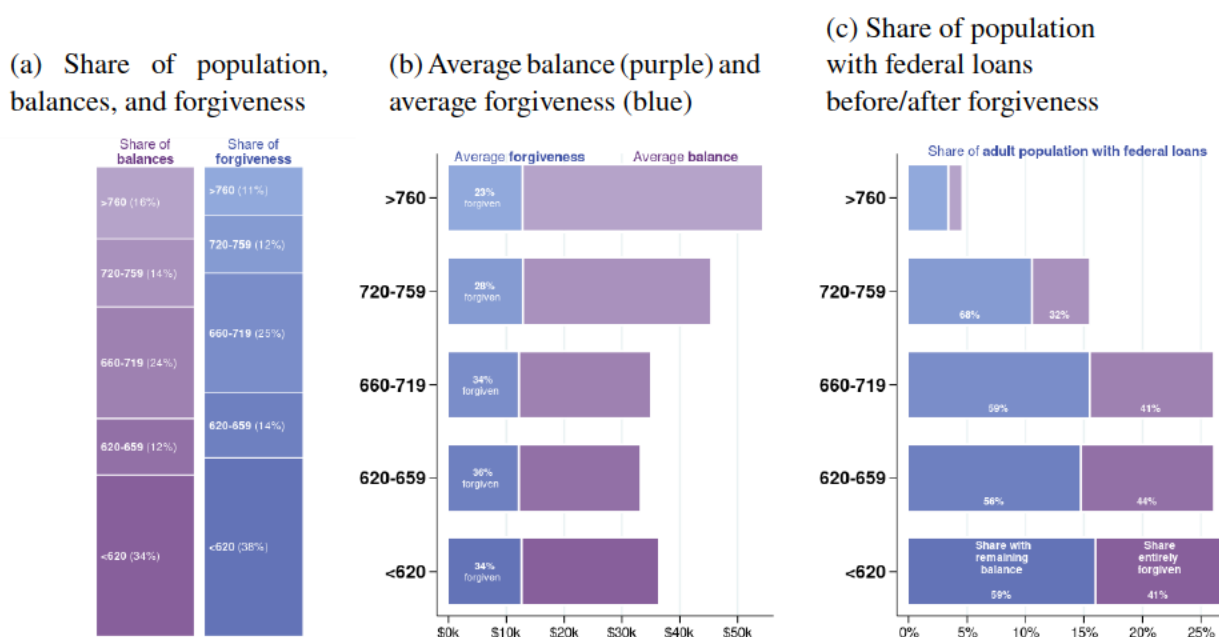 (a) Share of population,
balances, and forgiveness
Share of
balances
Share of
forgiveness
>760 (16%)
720-759 (14%)
660-719 (24%)
620-659 (12%)
<620 (34%)
>760 (11%)
720-759 (12%)
660-719 (25%)
620-659 (14%)
<620 (38%)
(b) Average balance (purple) and
average forgiveness (blue)
Average forgiveness
Average balance
>760
23%
forgiven
720-759
28%
forgiven
660-719
34%
forgiven
620-659
36%
forgiven
<620
34%
forgiven
$0k $10k $20k $30k $40k $50k
(c) Share of population
with federal loans
before/after forgiveness
Share of adult population with federal loans
>760
720-759
68% 32%
660-719
59% 41%
620-659
56% 44%
<620
Share with
remaining
balance
59%
Share
entirely
forgiven
41%
0% 5% 10% 15% 20% 25%